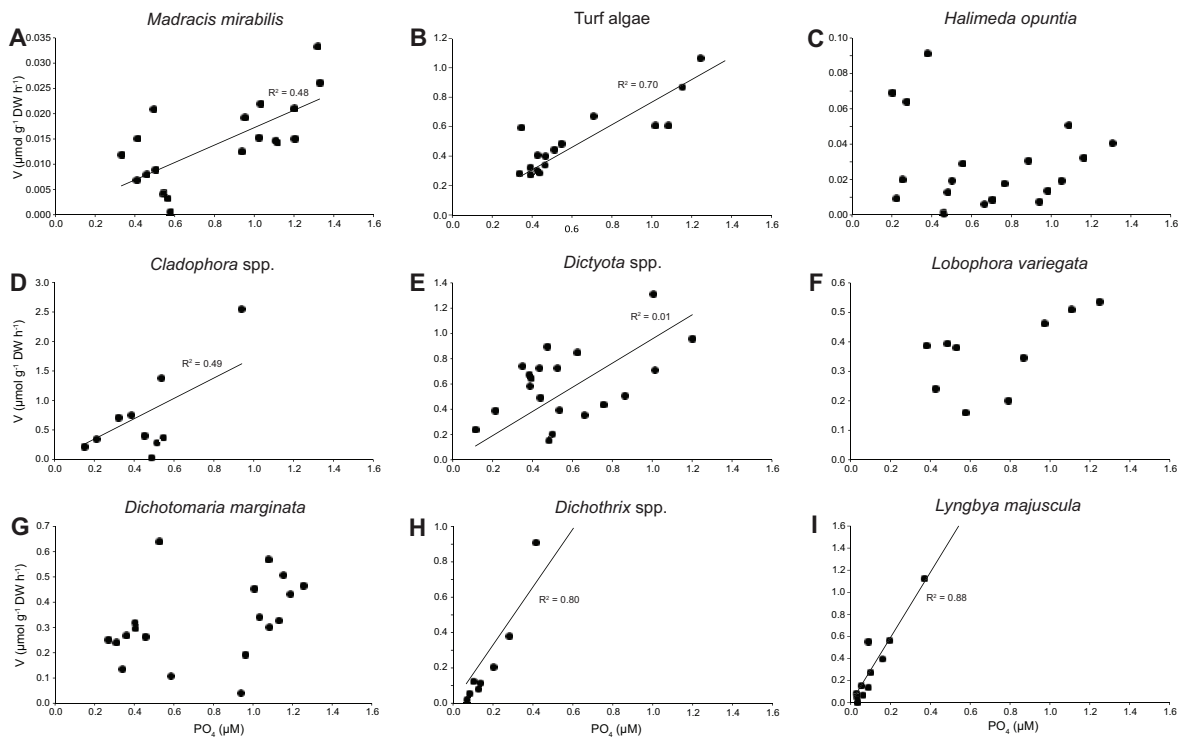 A
Madracis mirabilis
V (μmol g⁻¹ DW h⁻¹)
0.035
0.030
0.025
0.020
0.015
0.010
0.005
0.000
R² = 0.48
0.0 0.2 0.4 0.6 0.8 1.0 1.2 1.4 1.6
B
Turf algae
1.2
1.0
0.8
0.6
0.4
0.2
0.0
R² = 0.70
0.0 0.2 0.4 0.6 0.8 1.0 1.2 1.4 1.6
C
Halimeda opuntia
0.10
0.08
0.06
0.04
0.02
0.00
0.0 0.2 0.4 0.6 0.8 1.0 1.2 1.4 1.6
D
Cladophora spp.
V (μmol g⁻¹ DW h⁻¹)
3.0
2.5
2.0
1.5
1.0
0.5
0.0
R² = 0.49
0.0 0.2 0.4 0.6 0.8 1.0 1.2 1.4 1.6
E
Dictyota spp.
1.4
1.2
1.0
0.8
0.6
0.4
0.2
0.0
R² = 0.01
0.0 0.2 0.4 0.6 0.8 1.0 1.2 1.4 1.6
F
Lobophora variegata
0.6
0.5
0.4
0.3
0.2
0.1
0.0
0.0 0.2 0.4 0.6 0.8 1.0 1.2 1.4 1.6
G
Dichotomaria marginata
V (μmol g⁻¹ DW h⁻¹)
0.7
0.6
0.5
0.4
0.3
0.2
0.1
0.0
0.0 0.2 0.4 0.6 0.8 1.0 1.2 1.4 1.6
PO₄ (μM)
H
Dichothrix spp.
1.0
0.8
0.6
0.4
0.2
0.0
R² = 0.80
0.0 0.2 0.4 0.6 0.8 1.0 1.2 1.4 1.6
PO₄ (μM)
I
Lyngbya majuscula
1.6
1.4
1.2
1.0
0.8
0.6
0.4
0.2
0.0
R² = 0.88
0.0 0.2 0.4 0.6 0.8 1.0 1.2 1.4 1.6
PO₄ (μM)